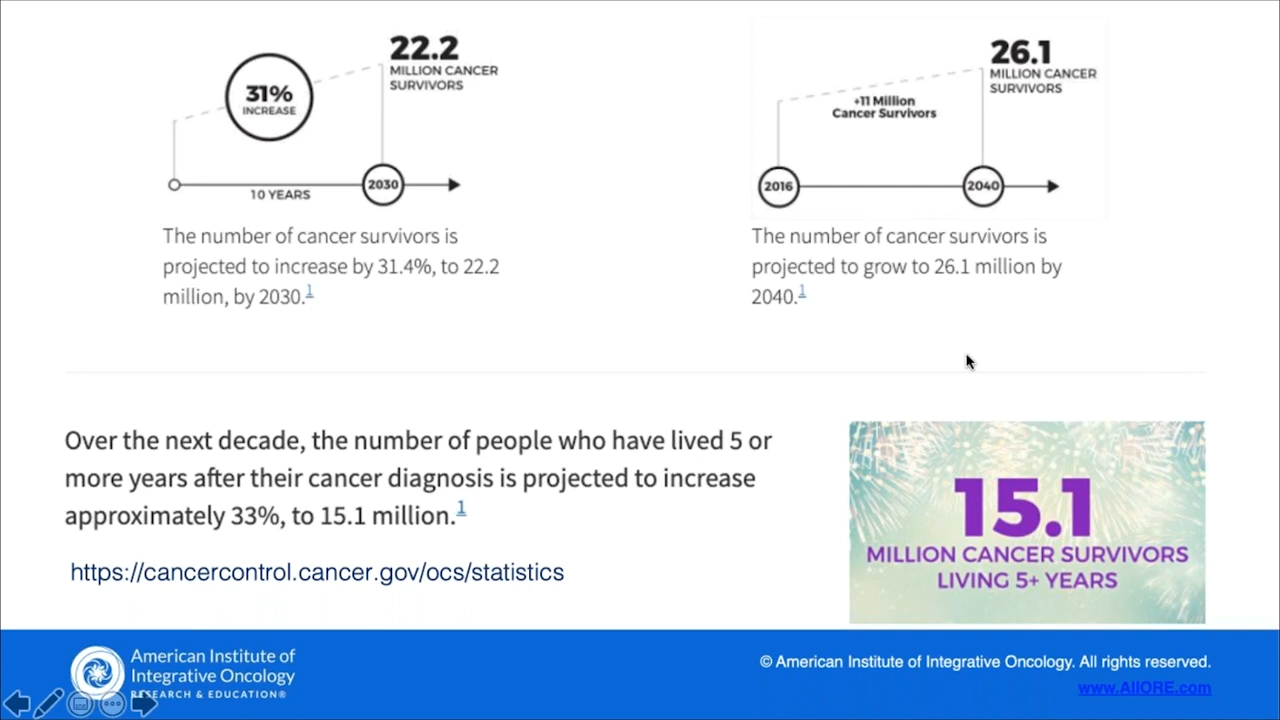 22.2
MILLION CANCER
SURVIVORS
31%
INCREASE
2030
10 YEARS
The number of cancer survivors is
projected to increase by 31.4%, to 22.2
million, by 2030.1
26.1
MILLION CANCER
SURVIVORS
+11 Million
Cancer Survivors
2016
2040
The number of cancer survivors is
projected to grow to 26.1 million by
2040.1
Over the next decade, the number of people who have lived 5 or
more years after their cancer diagnosis is projected to increase
approximately 33%, to 15.1 million.1
https://cancercontrol.cancer.gov/ocs/statistics
15.1
MILLION CANCER SURVIVORS
LIVING 5+ YEARS
American Institute of
Integrative Oncology
RESEARCH & EDUCATION®
© American Institute of Integrative Oncology. All rights reserved.
www.AIIORE.com